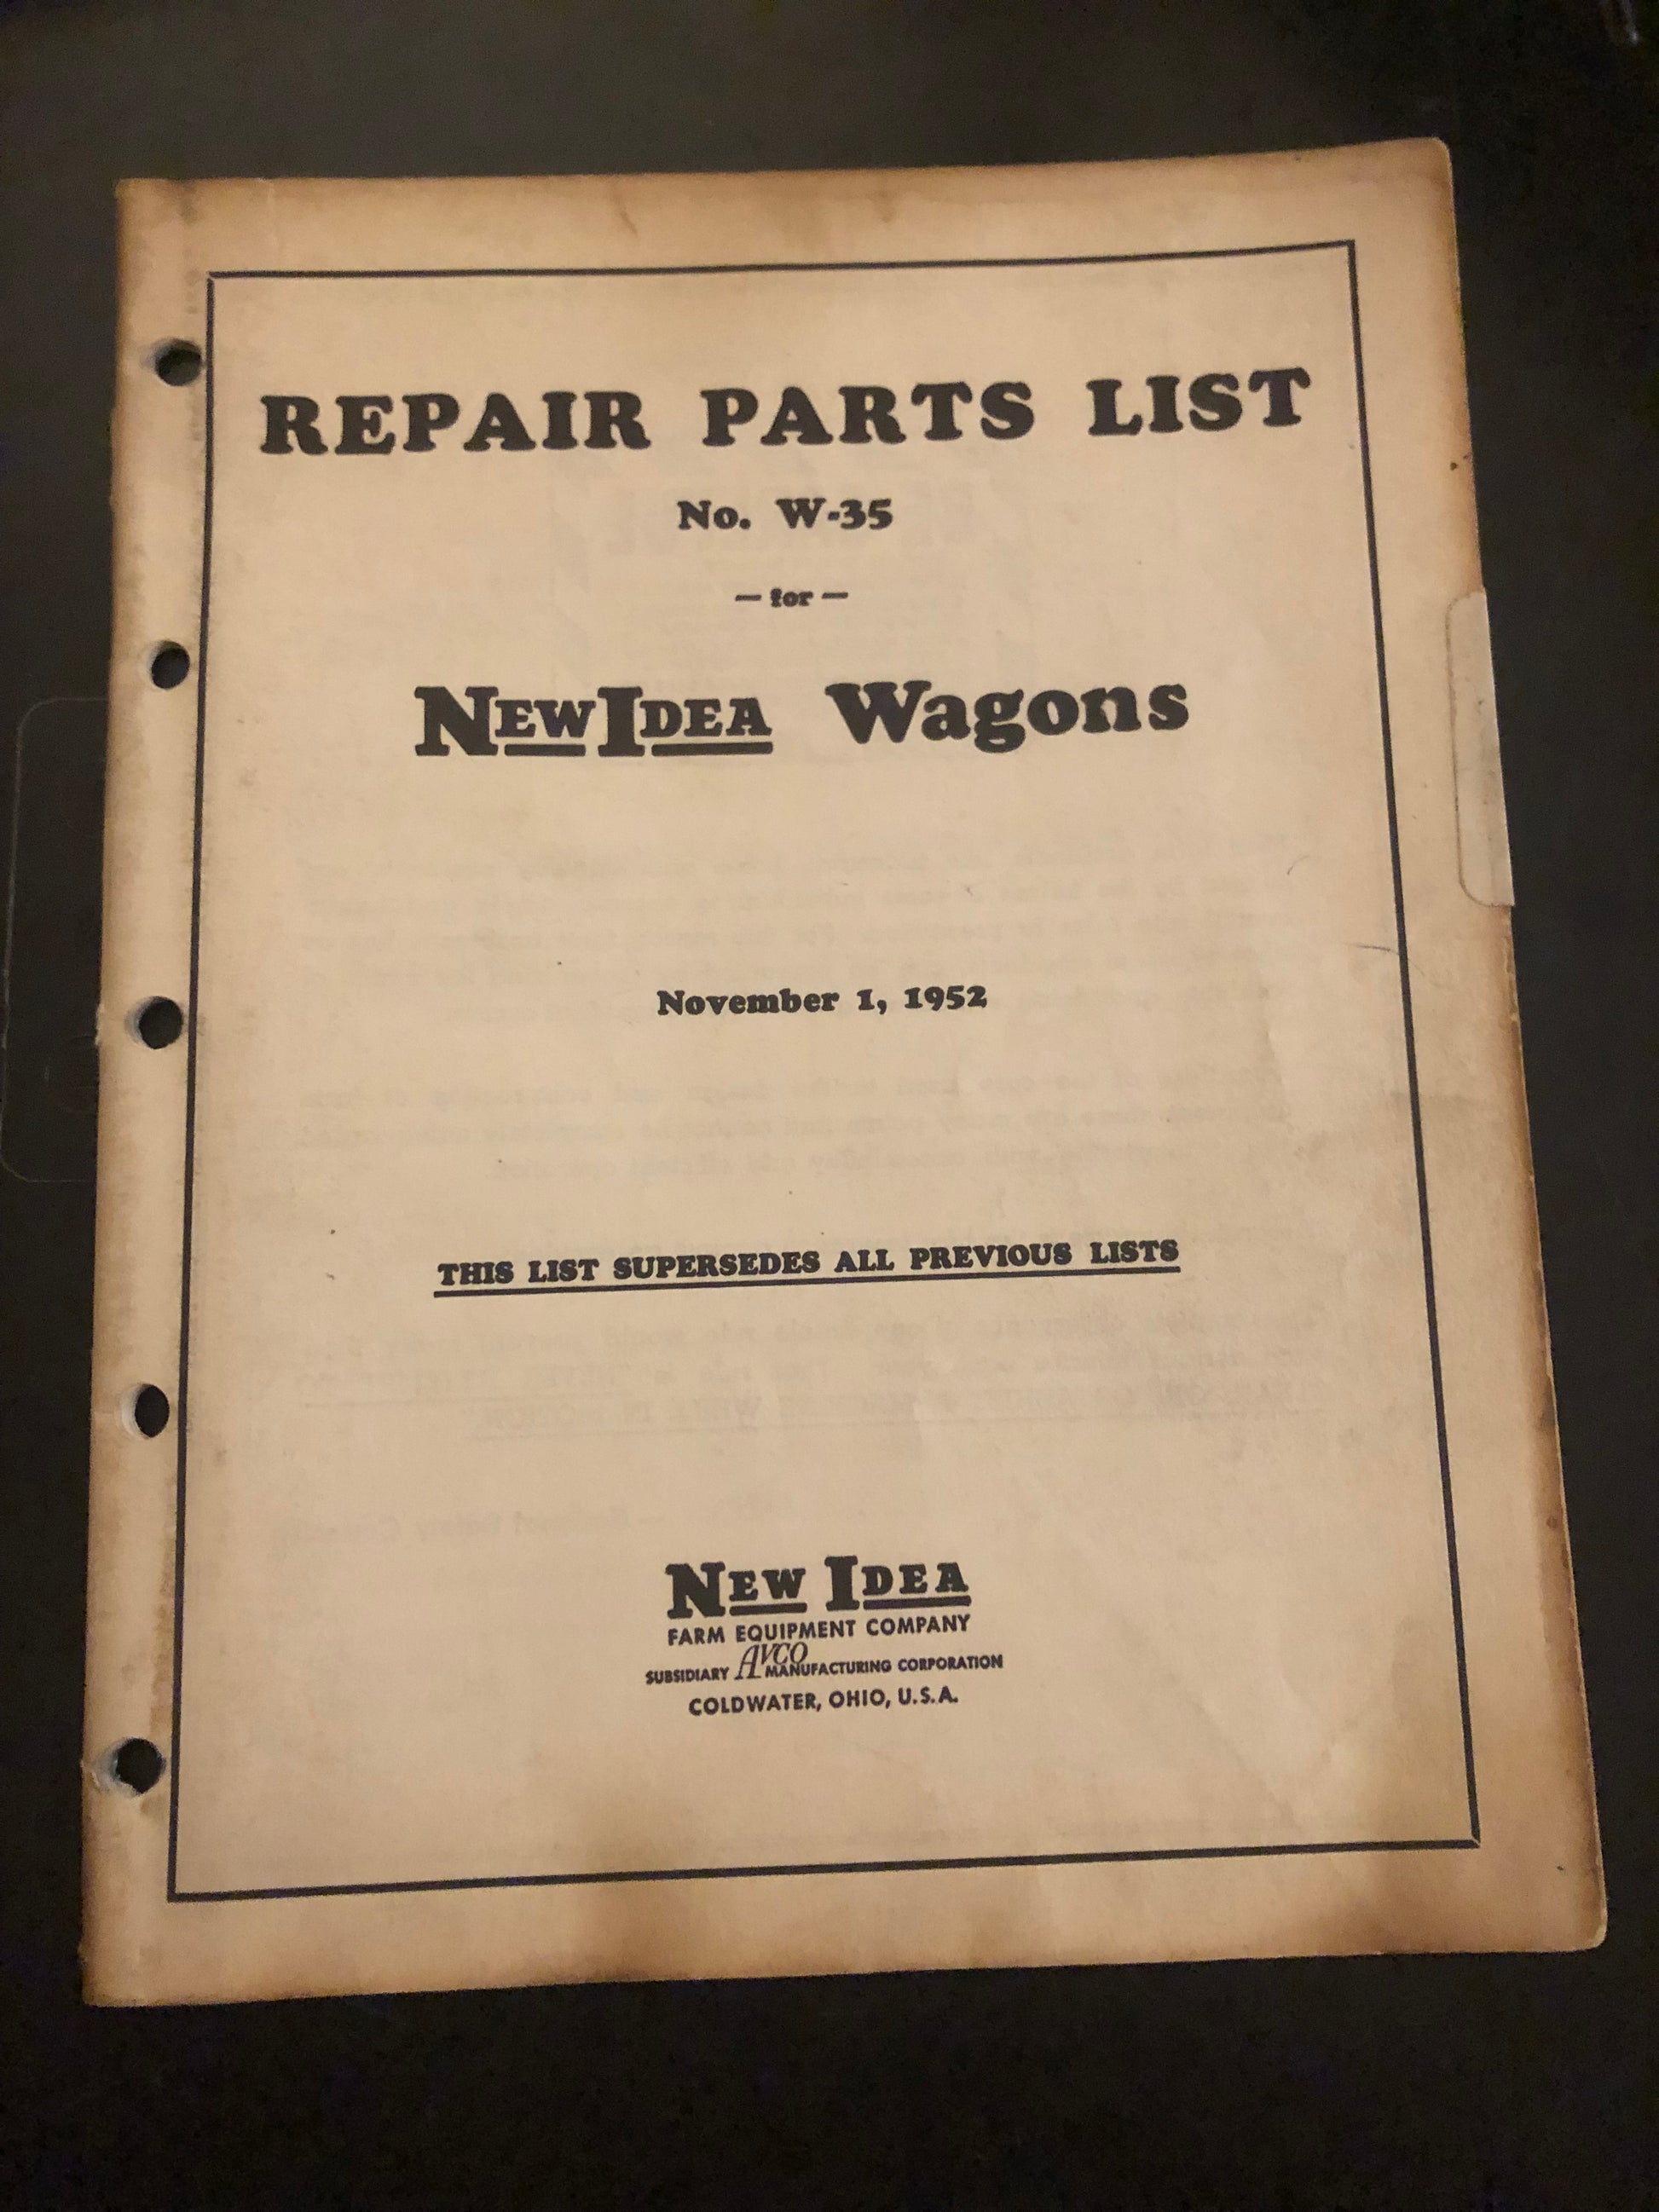 REPAIR PARTS LIST
No. W-35
— for —
NEW IDEA Wagons
November 1, 1952
THIS LIST SUPERSEDES ALL PREVIOUS LISTS
NEW IDEA
FARM EQUIPMENT COMPANY
SUBSIDIARY AVCO MANUFACTURING CORPORATION
COLDWATER, OHIO, U.S.A.